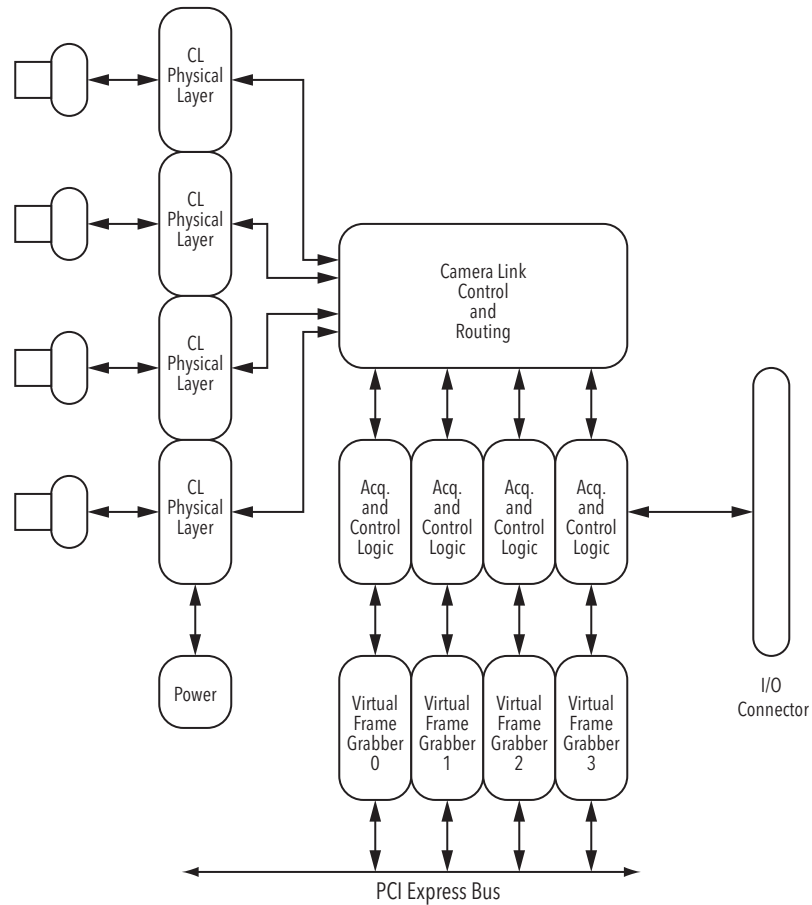 CL
Physical
Layer
CL
Physical
Layer
CL
Physical
Layer
CL
Physical
Layer
Power
Camera Link
Control
and
Routing
Acq.
and
Control
Logic
Acq.
and
Control
Logic
Acq.
and
Control
Logic
Acq.
and
Control
Logic
Virtual
Frame
Grabber
0
Virtual
Frame
Grabber
1
Virtual
Frame
Grabber
2
Virtual
Frame
Grabber
3
I/O
Connector
PCI Express Bus